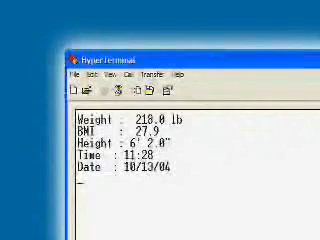 HyperTerminal
File Edit View Call Transfer Help
Weight : 218.0 lb
BMI : 27.9
Height : 6' 2.0"
Time : 11:28
Date : 10/13/04